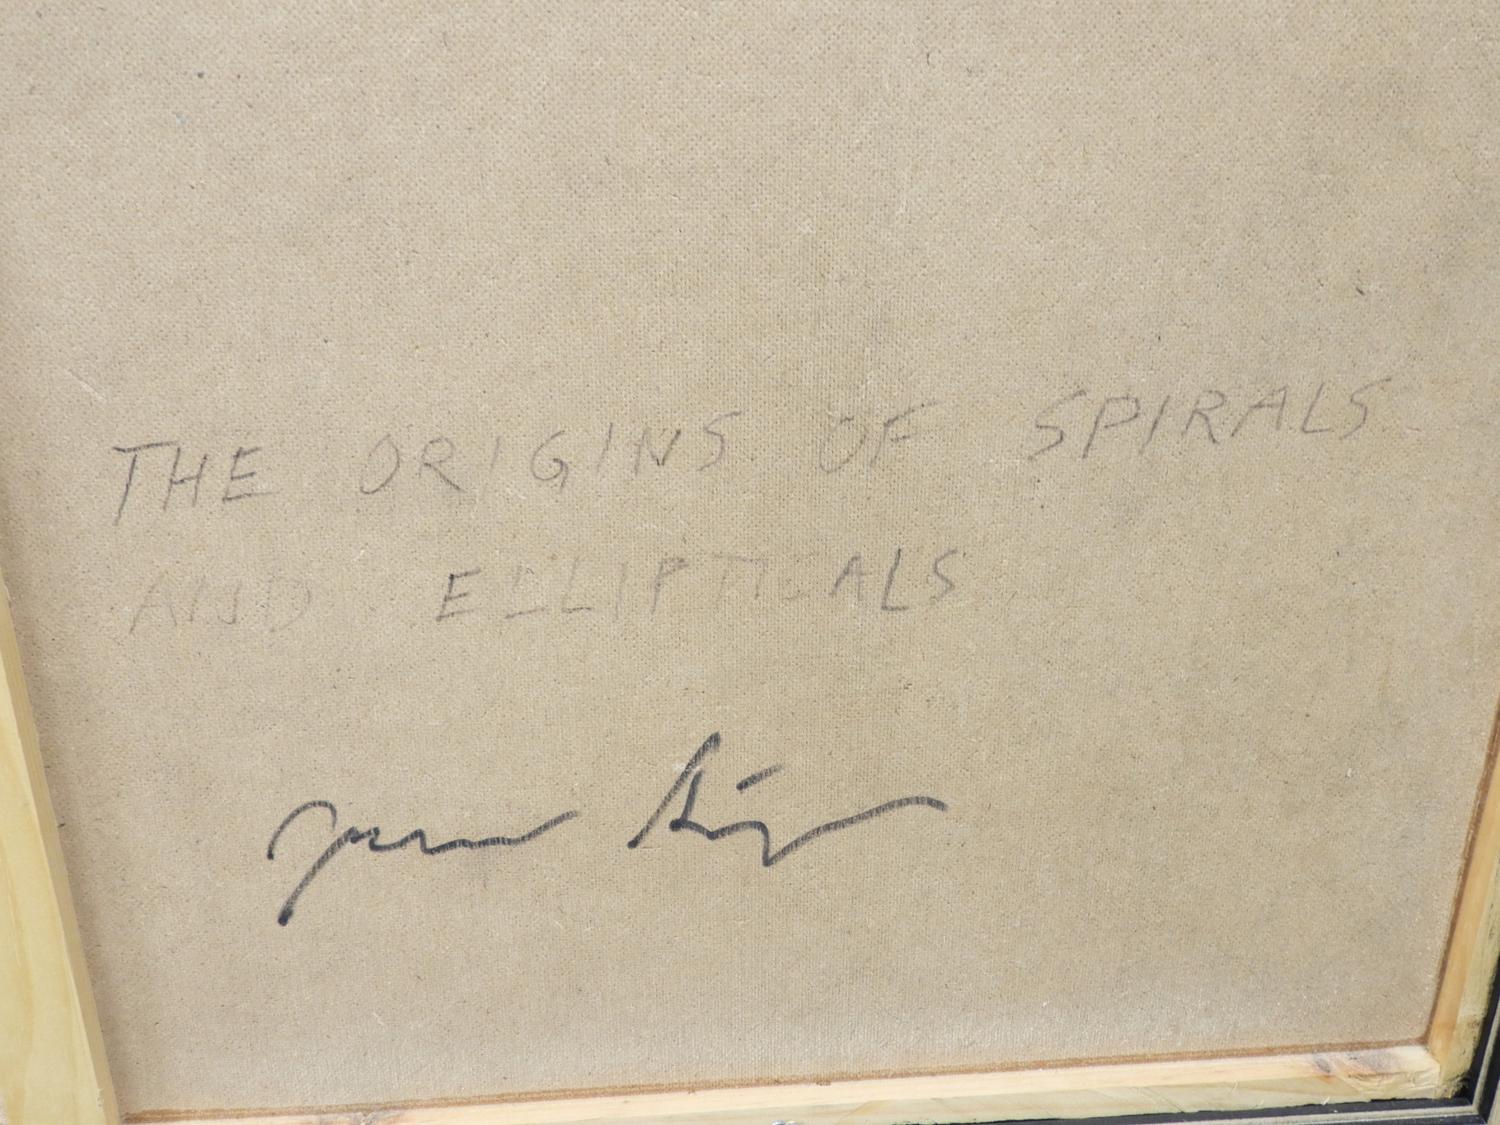 THE ORIGINS OF SPIRALS
AND ELLIPTICALS